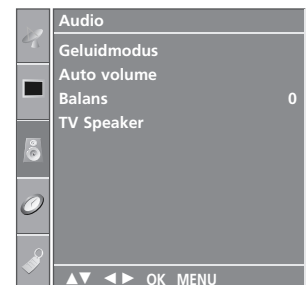 Audio
Geluidmodus
Auto volume
Balans 0
TV Speaker
▲▼ ◄► OK MENU